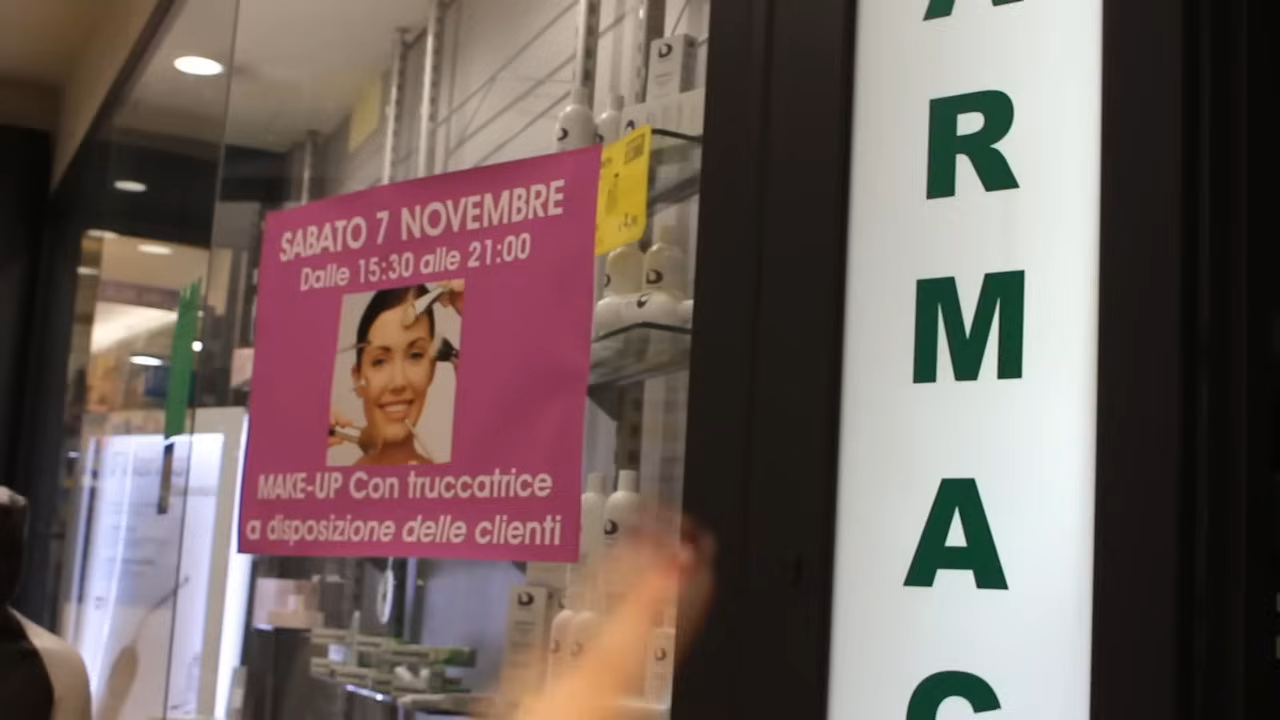 SABATO 7 NOVEMBRE
Dalle 15:30 alle 21:00
MAKE-UP Con truccatrice
a disposizione delle clienti
A
R
M
A
C